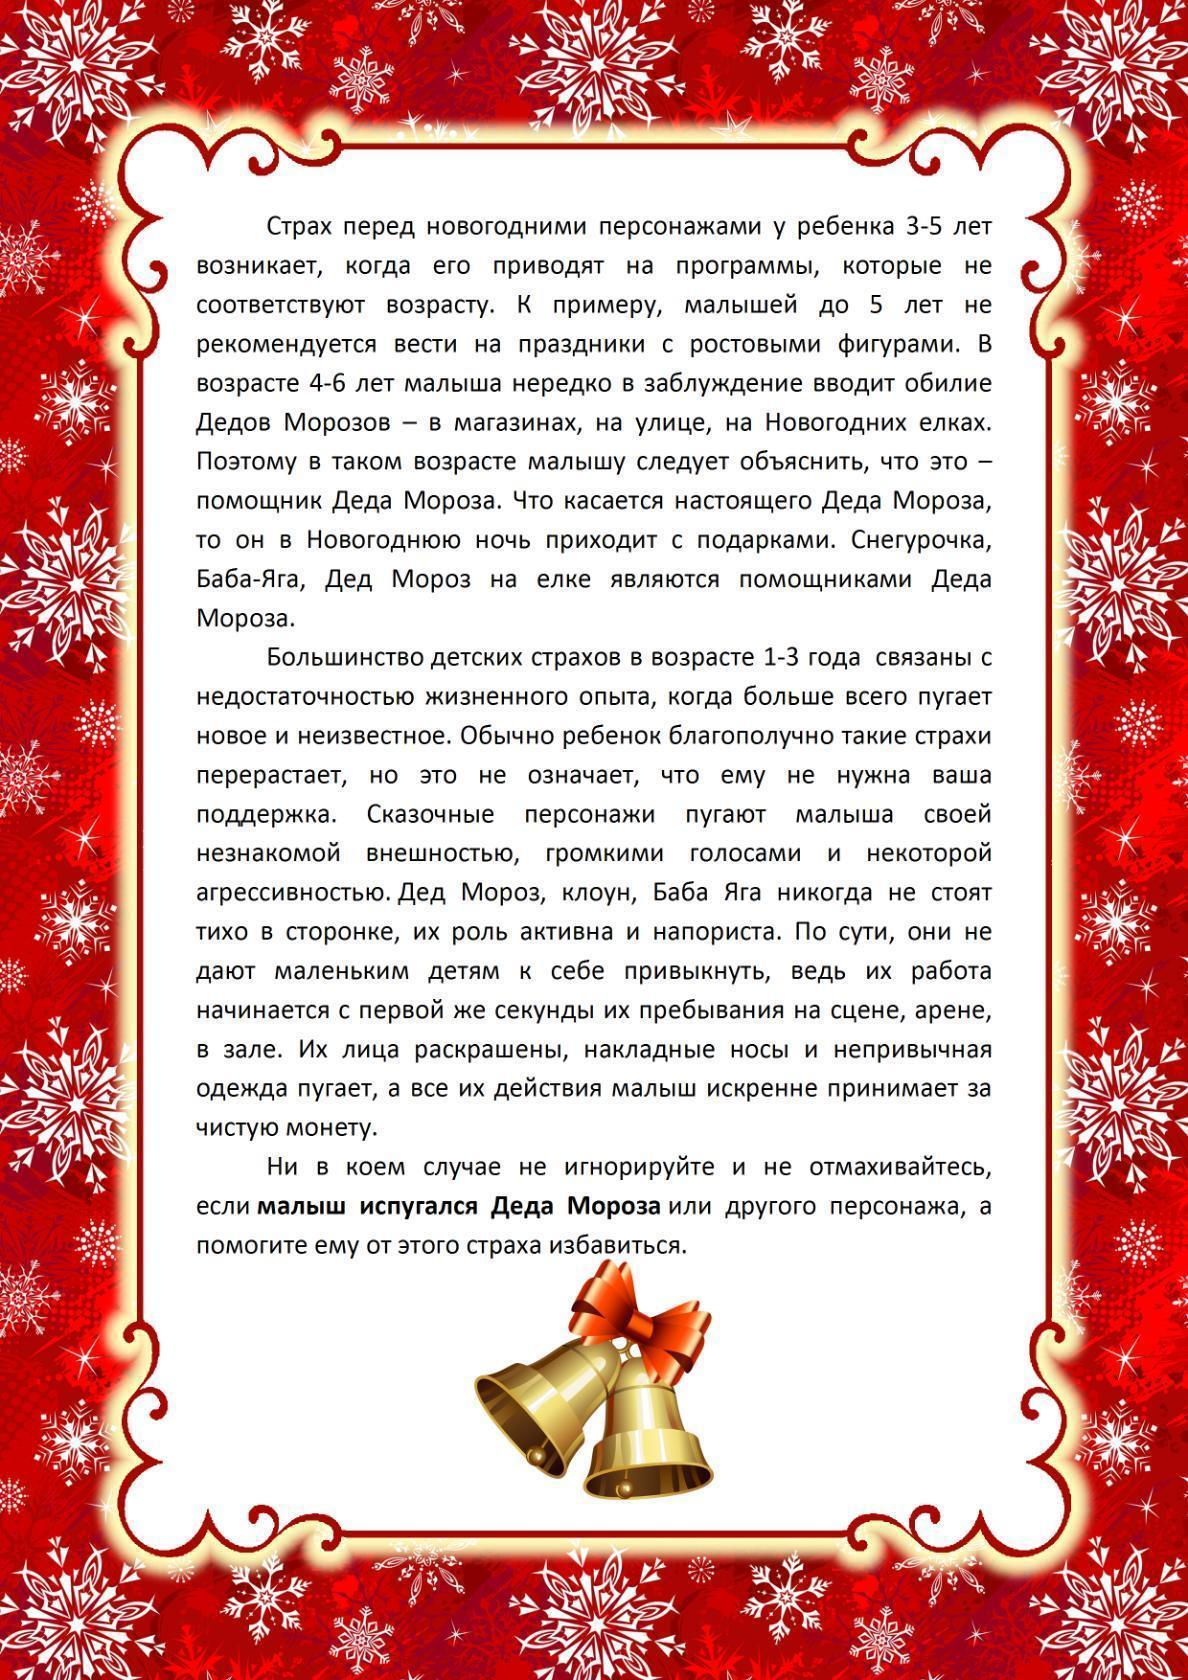 Страх перед новогодними персонажами у ребенка 3-5 лет
возникает, когда его приводят на программы, которые не
соответствуют возрасту. К примеру, малышей до 5 лет не
рекомендуется вести на праздники с ростовыми фигурами. В
возрасте 4-6 лет малыша нередко в заблуждение вводит обилие
Дедов Морозов – в магазинах, на улице, на Новогодних елках.
Поэтому в таком возрасте малышу следует объяснить, что это –
помощник Деда Мороза. Что касается настоящего Деда Мороза,
то он в Новогоднюю ночь приходит с подарками. Снегурочка,
Баба-Яга, Дед Мороз на елке являются помощниками Деда
Мороза.
Большинство детских страхов в возрасте 1-3 года связаны с
недостаточностью жизненного опыта, когда больше всего пугает
новое и неизвестное. Обычно ребенок благополучно такие страхи
перерастает, но это не означает, что ему не нужна ваша
поддержка. Сказочные персонажи пугают малыша своей
незнакомой внешностью, громкими голосами и некоторой
агрессивностью. Дед Мороз, клоун, Баба Яга никогда не стоят
тихо в сторонке, их роль активна и напориста. По сути, они не
дают маленьким детям к себе привыкнуть, ведь их работа
начинается с первой же секунды их пребывания на сцене, арене,
в зале. Их лица раскрашены, накладные носы и непривычная
одежда пугает, а все их действия малыш искренне принимает за
чистую монету.
Ни в коем случае не игнорируйте и не отмахивайтесь,
если малыш испугался Деда Мороза или другого персонажа, а
помогите ему от этого страха избавиться.